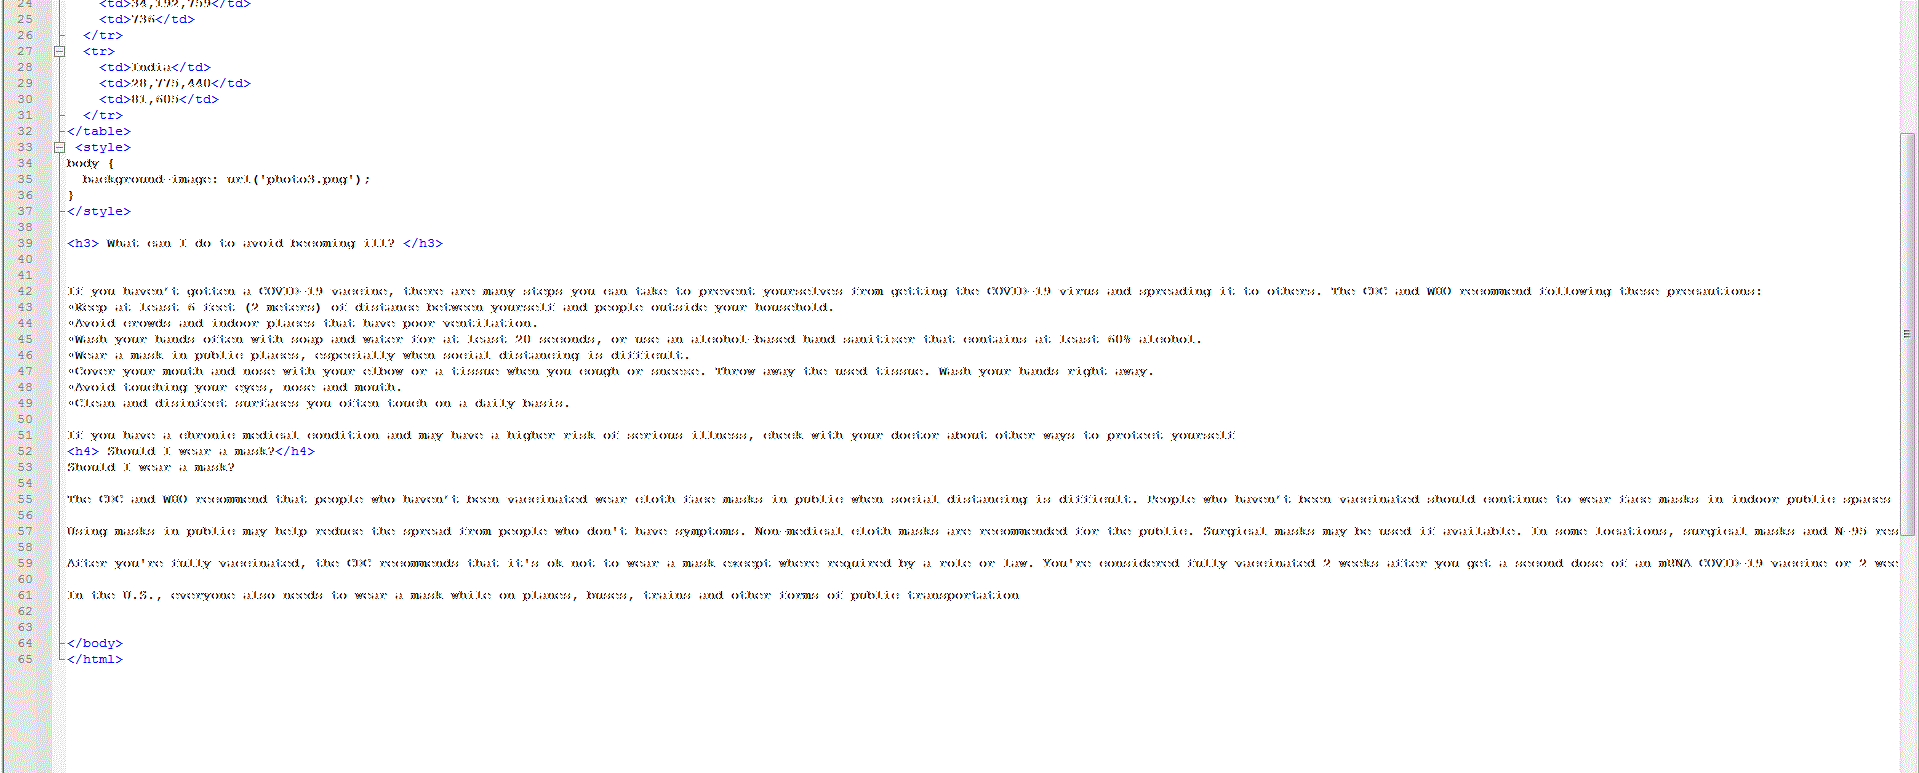 24 <td>34,192,759</td>
25 <td>736</td>
26 </tr>
27 <tr>
28 <td>India</td>
29 <td>28,775,440</td>
30 <td>81,605</td>
31 </tr>
32 </table>
33 <style>
34 body {
35 background-image: url('photo3.png');
36 }
37 </style>
38
39 <h3> What can I do to avoid becoming ill? </h3>
40
41
42 If you haven't gotten a COVID-19 vaccine, there are many steps you can take to prevent yourselves from getting the COVID-19 virus and spreading it to others. The CDC and WHO recommend following these precautions:
43 •Keep at least 6 feet (2 meters) of distance between yourself and people outside your household.
44 •Avoid crowds and indoor places that have poor ventilation.
45 •Wash your hands often with soap and water for at least 20 seconds, or use an alcohol-based hand sanitizer that contains at least 60% alcohol.
46 •Wear a mask in public places, especially when social distancing is difficult.
47 •Cover your mouth and nose with your elbow or a tissue when you cough or sneeze. Throw away the used tissue. Wash your hands right away.
48 •Avoid touching your eyes, nose and mouth.
49 •Clean and disinfect surfaces you often touch on a daily basis.
50
51 If you have a chronic medical condition and may have a higher risk of serious illness, check with your doctor about other ways to protect yourself
52 <h4> Should I wear a mask?</h4>
53 Should I wear a mask?
54
55 The CDC and WHO recommend that people who haven't been vaccinated wear cloth face masks in public when social distancing is difficult. People who haven't been vaccinated should continue to wear face masks in indoor public spaces
56
57 Using masks in public may help reduce the spread from people who don't have symptoms. Non-medical cloth masks are recommended for the public. Surgical masks may be used if available. In some locations, surgical masks and N-95 res
58
59 After you're fully vaccinated, the CDC recommends that it's ok not to wear a mask except where required by a role or law. You're considered fully vaccinated 2 weeks after you get a second dose of an mRNA COVID-19 vaccine or 2 wee
60
61 In the U.S., everyone also needs to wear a mask while on planes, buses, trains and other forms of public transportation
62
63
64 </body>
65 </html>